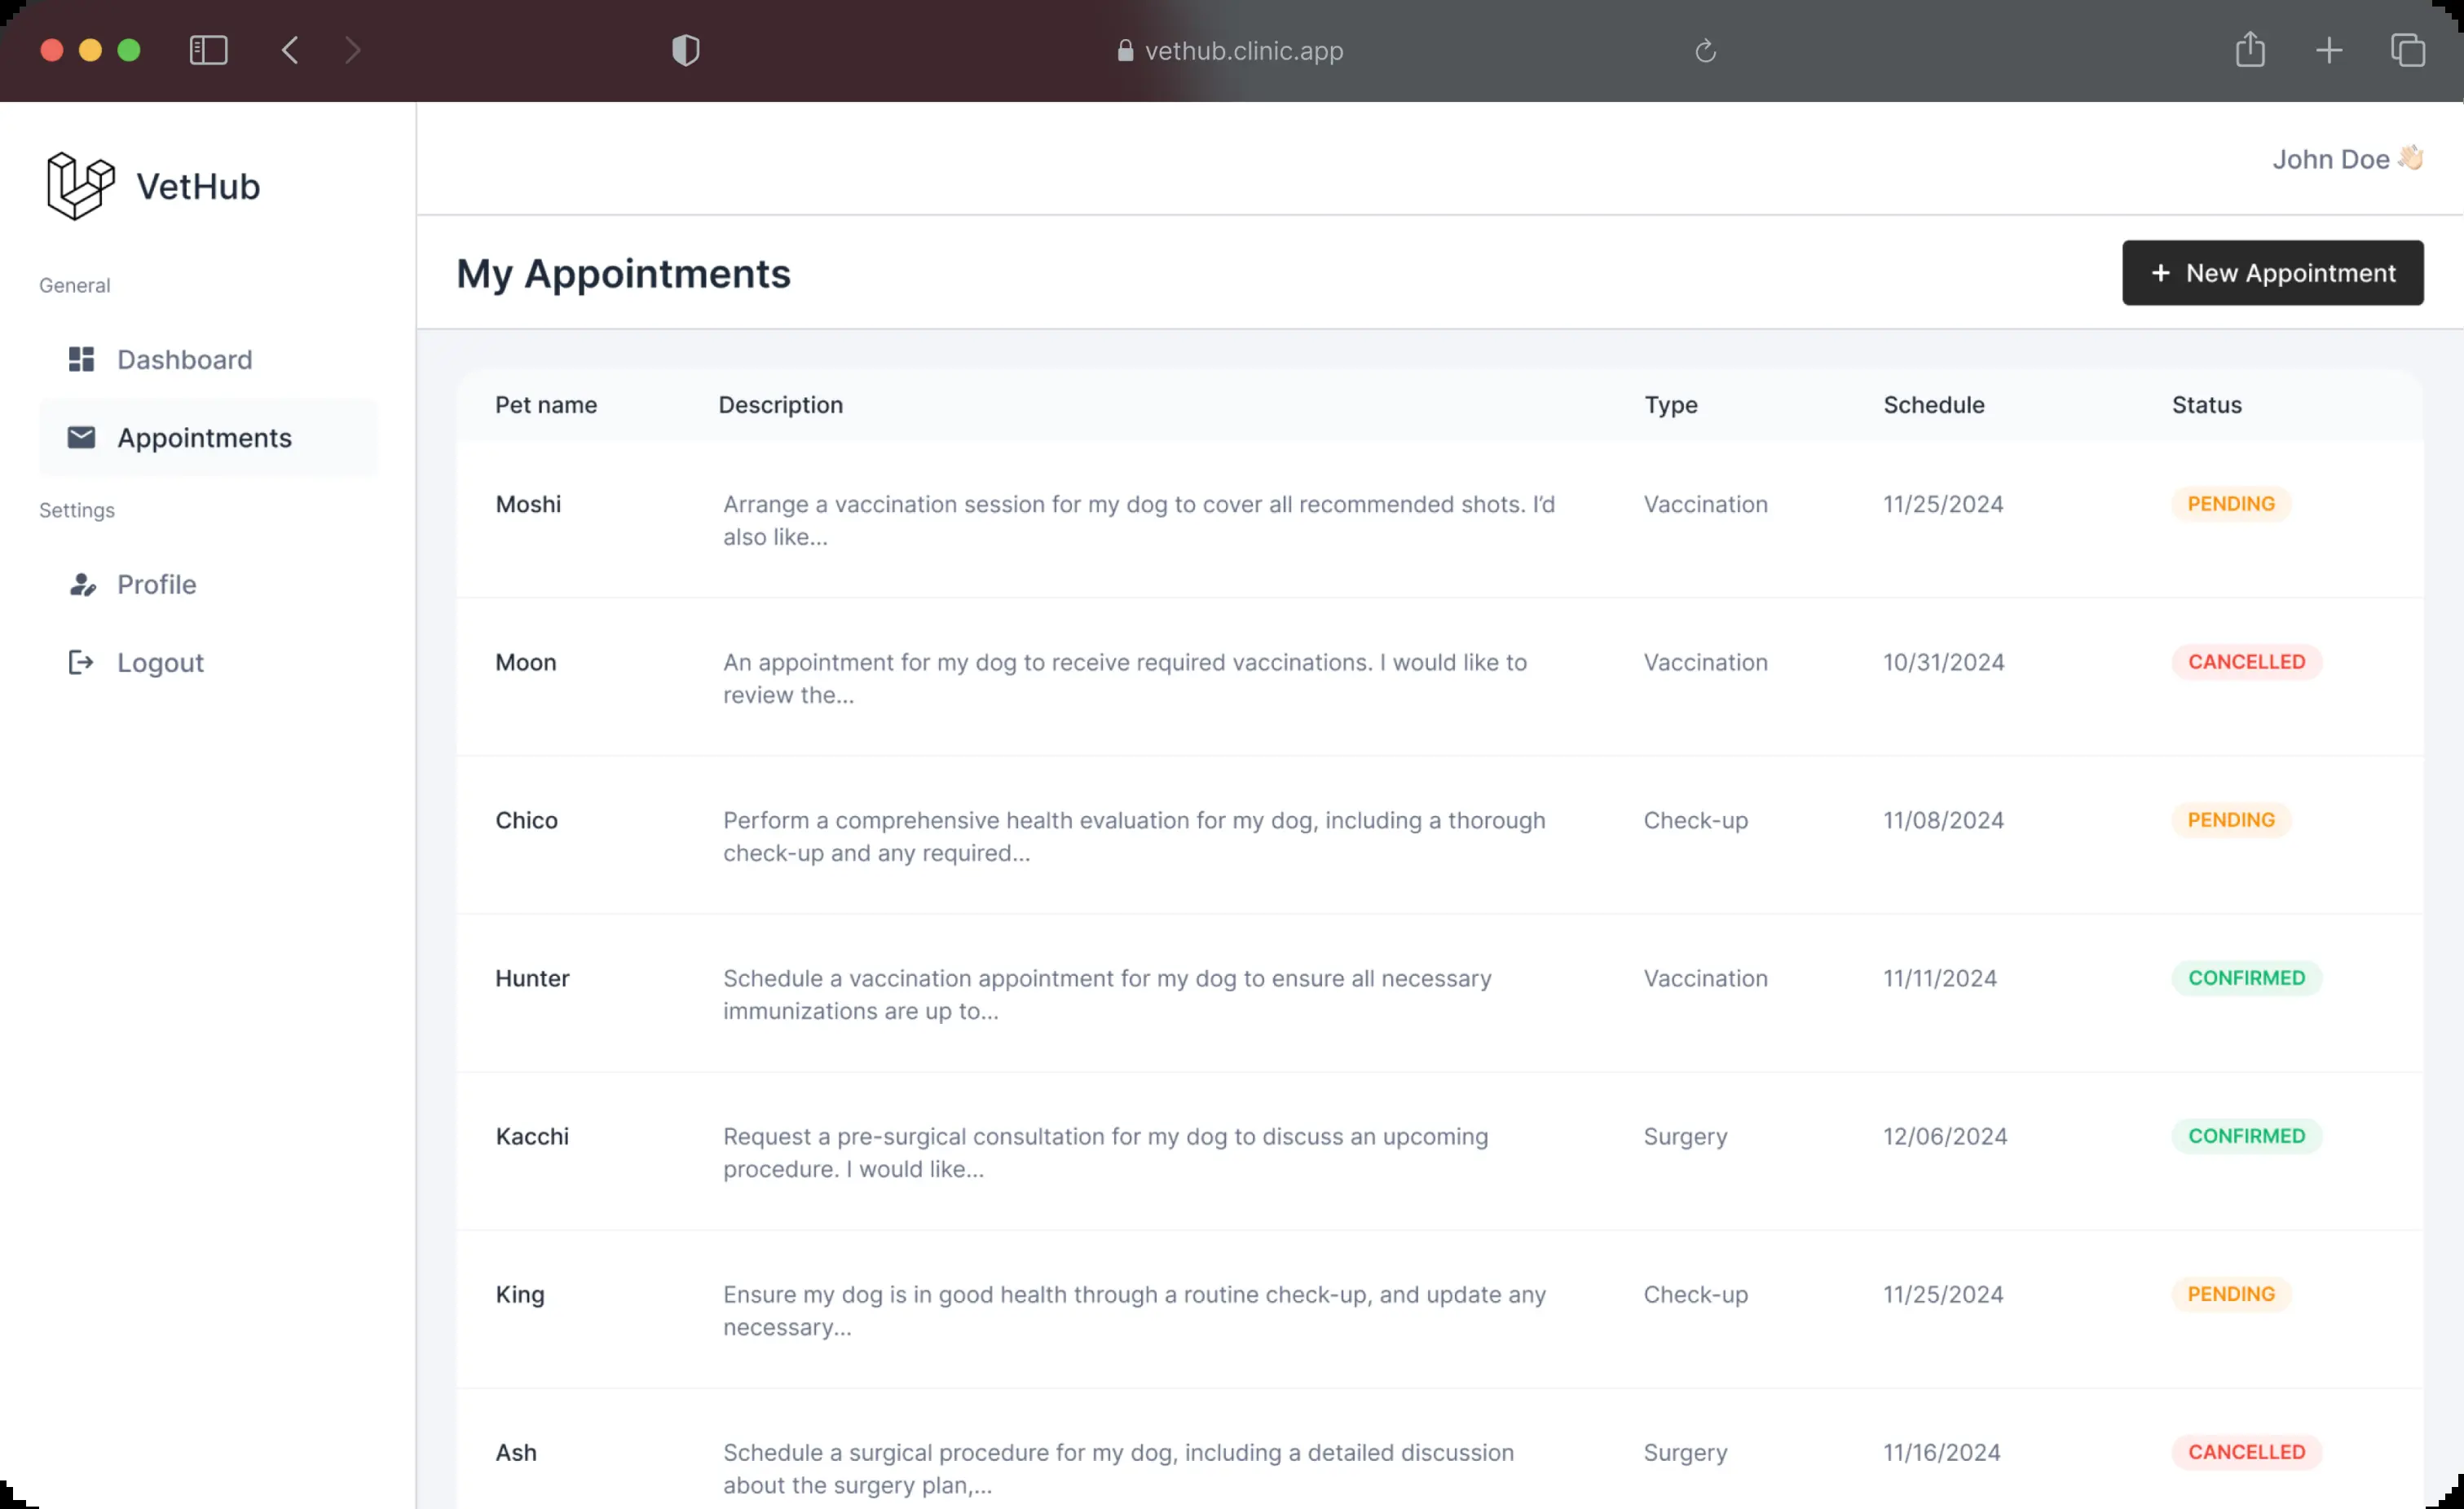 vethub.clinic.app
VetHub
John Doe 👋🏻
My Appointments
+ New Appointment
General
Dashboard
Appointments
Settings
Profile
Logout
Pet name Description Type Schedule Status
Moshi Arrange a vaccination session for my dog to cover all recommended shots. I’d Vaccination 11/25/2024 PENDING
also like...
Moon An appointment for my dog to receive required vaccinations. I would like to Vaccination 10/31/2024 CANCELLED
review the...
Chico Perform a comprehensive health evaluation for my dog, including a thorough Check-up 11/08/2024 PENDING
check-up and any required...
Hunter Schedule a vaccination appointment for my dog to ensure all necessary Vaccination 11/11/2024 CONFIRMED
immunizations are up to...
Kacchi Request a pre-surgical consultation for my dog to discuss an upcoming Surgery 12/06/2024 CONFIRMED
procedure. I would like...
King Ensure my dog is in good health through a routine check-up, and update any Check-up 11/25/2024 PENDING
necessary...
Ash Schedule a surgical procedure for my dog, including a detailed discussion Surgery 11/16/2024 CANCELLED
about the surgery plan,...